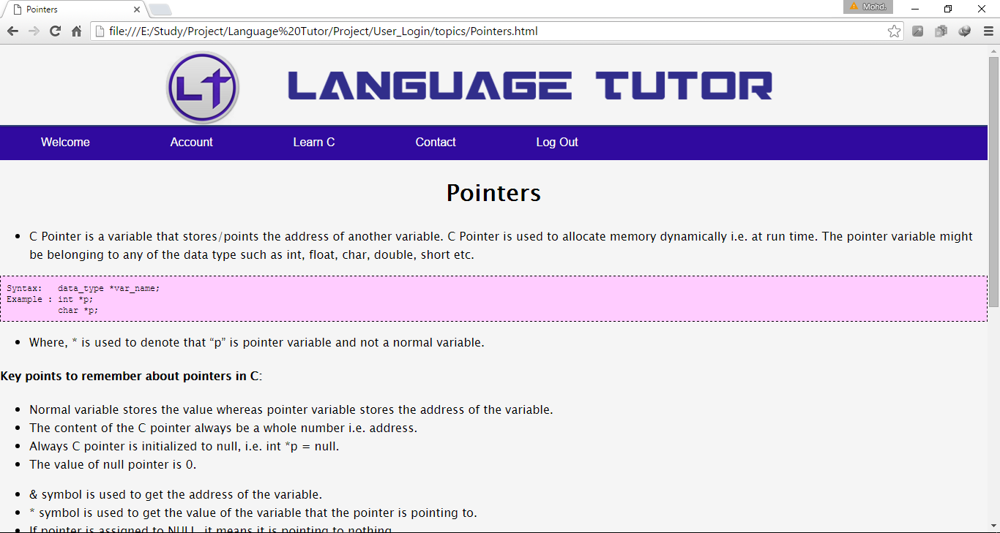 Pointers
Mohd.
file:///E:/Study/Project/Language%20Tutor/Project/User_Login/topics/Pointers.html
LT LANGUAGE TUTOR
Welcome Account Learn C Contact Log Out
Pointers
• C Pointer is a variable that stores/points the address of another variable. C Pointer is used to allocate memory dynamically i.e. at run time. The pointer variable might
be belonging to any of the data type such as int, float, char, double, short etc.
Syntax:   data_type *var_name;
Example : int *p;
          char *p;
• Where, * is used to denote that “p” is pointer variable and not a normal variable.
Key points to remember about pointers in C:
• Normal variable stores the value whereas pointer variable stores the address of the variable.
• The content of the C pointer always be a whole number i.e. address.
• Always C pointer is initialized to null, i.e. int *p = null.
• The value of null pointer is 0.
• & symbol is used to get the address of the variable.
• * symbol is used to get the value of the variable that the pointer is pointing to.
• If pointer is assigned to NULL, it means it is pointing to nothing.